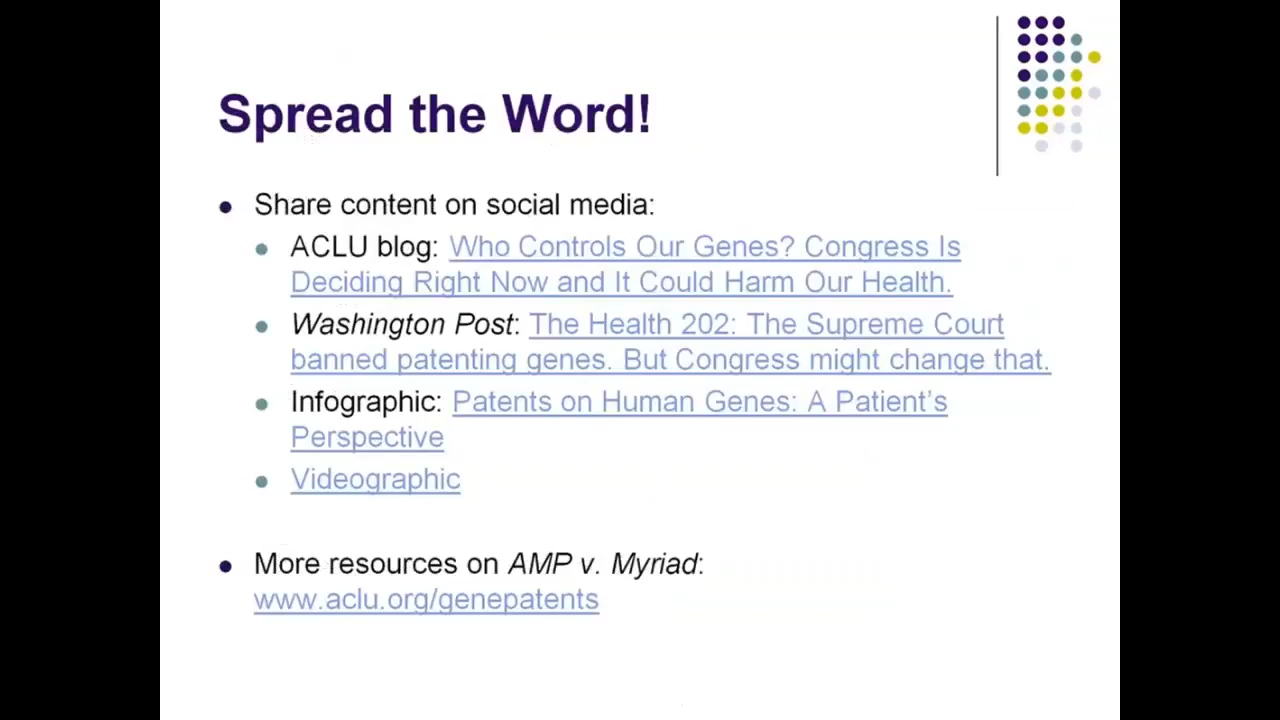 Spread the Word!
Share content on social media:
ACLU blog: Who Controls Our Genes? Congress Is
Deciding Right Now and It Could Harm Our Health.
Washington Post: The Health 202: The Supreme Court
banned patenting genes. But Congress might change that.
Infographic: Patents on Human Genes: A Patient's
Perspective
Videographic
More resources on AMP v. Myriad:
www.aclu.org/genepatents